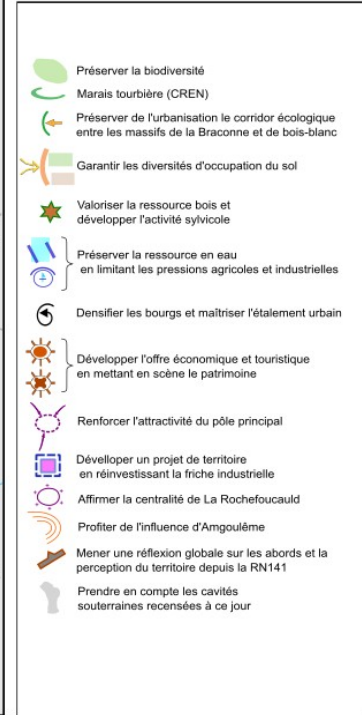 Préserver la biodiversité
Marais tourbière (CREN)
Préserver de l'urbanisation le corridor écologique
entre les massifs de la Braconne et de bois-blanc
Garantir les diversités d'occupation du sol
Valoriser la ressource bois et
développer l'activité sylvicole
Préserver la ressource en eau
en limitant les pressions agricoles et industrielles
Densifier les bourgs et maîtriser l'étalement urbain
Développer l'offre économique et touristique
en mettant en scène le patrimoine
Renforcer l'attractivité du pôle principal
Dévelloper un projet de territoire
en réinvestissant la friche industrielle
Affirmer la centralité de La Rochefoucauld
Profiter de l'influence d'Amgoulême
Mener une réflexion globale sur les abords et la
perception du territoire depuis la RN141
Prendre en compte les cavités
souterraines recensées à ce jour